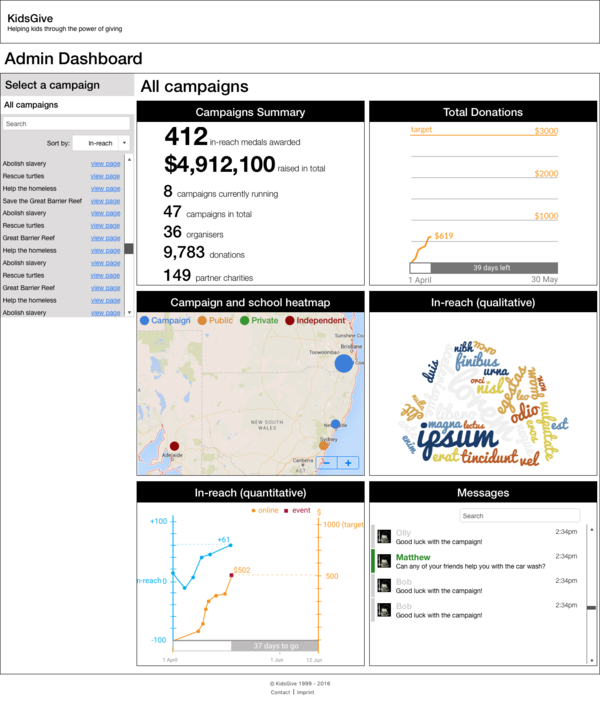 KidsGive
Helping kids through the power of giving
Admin Dashboard
Select a campaign
All campaigns
Search
Sort by: In-reach
Abolish slavery view page
Rescue turtles view page
Help the homeless view page
Save the Great Barrier Reef view page
Abolish slavery view page
Rescue turtles view page
Great Barrier Reef view page
Help the homeless view page
Abolish slavery view page
Rescue turtles view page
Great Barrier Reef view page
Help the homeless view page
Abolish slavery view page
All campaigns
Campaigns Summary
412 in-reach medals awarded
$4,912,100 raised in total
8 campaigns currently running
47 campaigns in total
36 organisers
9,783 donations
149 partner charities
Total Donations
target $3000
$2000
$1000
$619
39 days left
1 April 30 May
Campaign and school heatmap
Campaign Public Private Independent
Sunshine Co
Brisbane
Toowoomba
NEW SOUTH
WALES
Sydney
Adelaide
Canberra
ACT
− +
In-reach (qualitative)
nibh
duis
finibus
urna
orci
nisl
egestas
leo
non
odio
vulputate
eros
est
magna
lectus
libero
elit
enim
ipsum
erat
tincidunt
vel
In-reach (quantitative)
online event
$
+100
1000 (target
+61
$502
500
n-reach 0
-100
37 days to go
1 April 1 Jun 12 Jun
Messages
Search
Olly 2:34pm
Good luck with the campaign!
Matthew 2:34pm
Can any of your friends help you with the car wash?
Bob 2:34pm
Good luck with the campaign!
Bob 2:34pm
Good luck with the campaign!
© KidsGive 1999 - 2016
Contact | Imprint